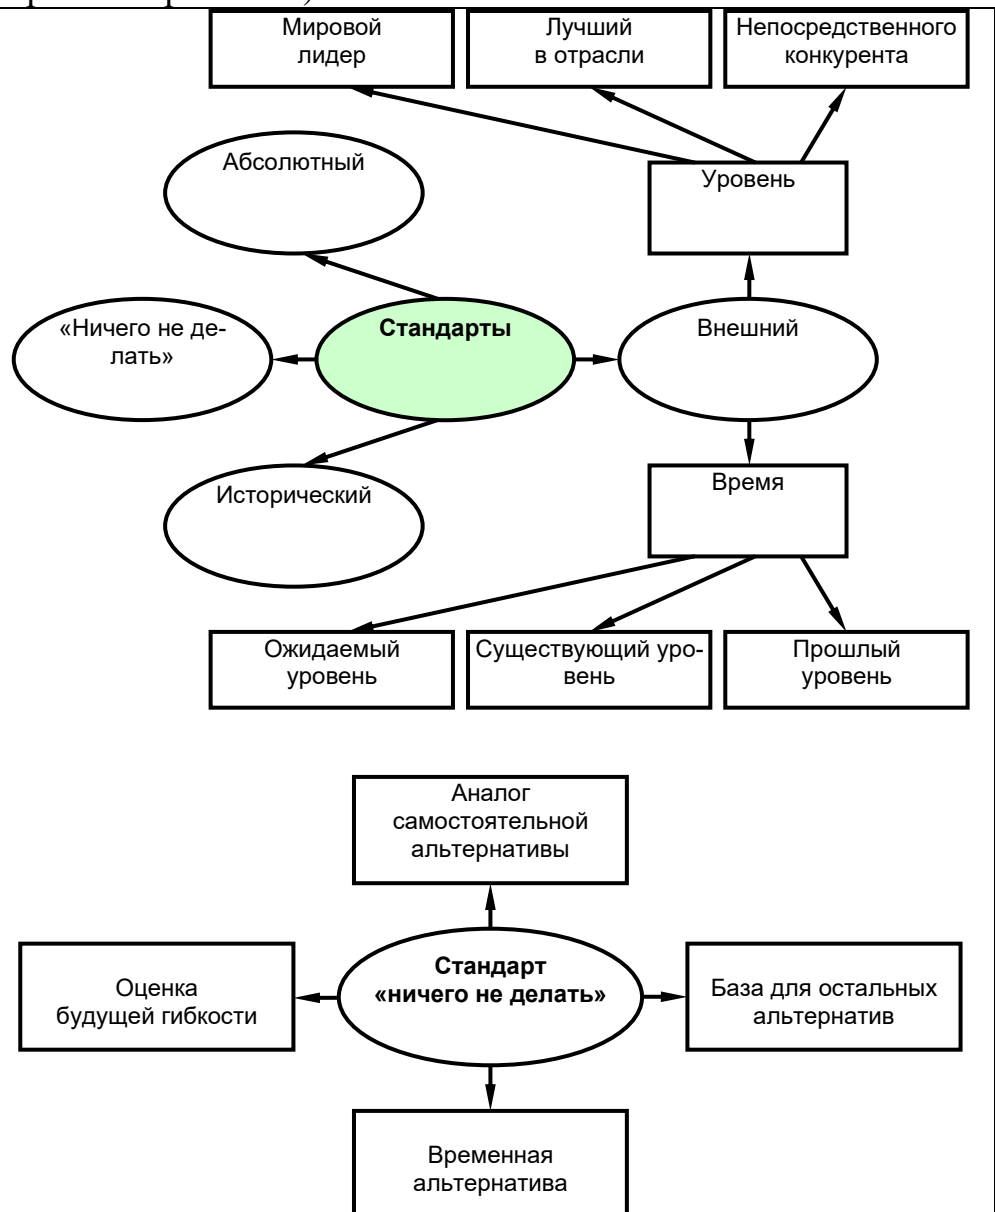 Мировой
лидер
Лучший
в отрасли
Непосредственного
конкурента
Абсолютный
Уровень
«Ничего не де-
лать»
Стандарты
Внешний
Исторический
Время
Ожидаемый
уровень
Существующий уро-
вень
Прошлый
уровень
Аналог
самостоятельной
альтернативы
Оценка
будущей гибкости
Стандарт
«ничего не делать»
База для остальных
альтернатив
Временная
альтернатива